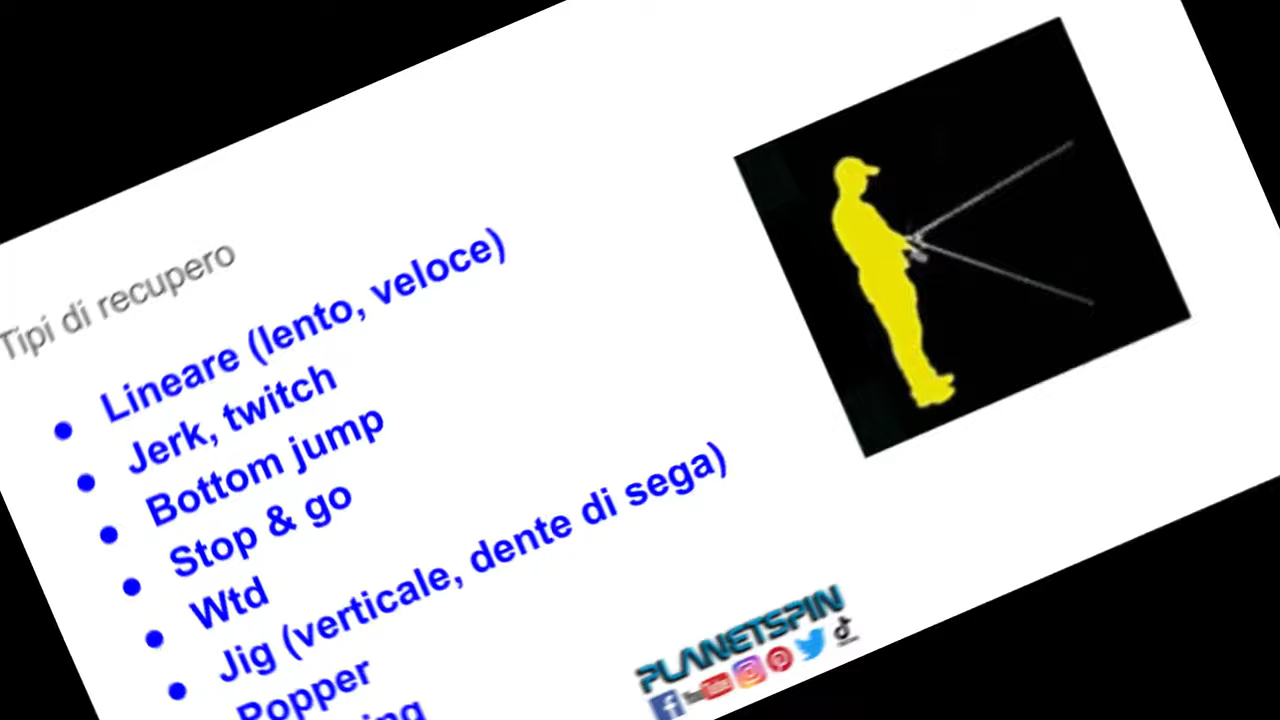 Tipi di recupero
Lineare (lento, veloce)
Jerk, twitch
Bottom jump
Stop & go
Wtd
Jig (verticale, dente di sega)
Popper
PLANETSPIN